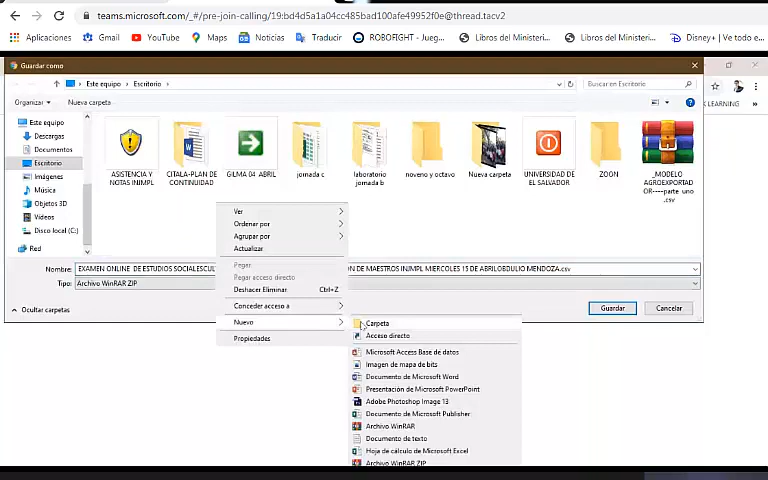 teams.microsoft.com/_#/pre-join-calling/19:bd4d5a1a04cc485bad100afe49952f0e@thread.tacv2
Aplicaciones Gmail YouTube Maps Noticias Traducir ROBOFIGHT - Jueg... Libros del Ministeri... Libros del Ministeri... Disney+ | Ve todo e...
Guardar como
Este equipo > Escritorio >
Buscar en Escritorio
Organizar Nueva carpeta
LEARNING »
Este equipo
Descargas
Documentos
Escritorio
Imágenes
Música
Objetos 3D
Vídeos
Disco local (C:)
Red
ASISTENCIA Y NOTAS INJMPL
CITALA-PLAN DE CONTINUIDAD
GILMA 04 ABRIL
jornada c
laboratorio jornada b
noveno y octavo
Nueva carpeta
UNIVERSIDAD DE EL SALVADOR
ZOON
_MODELO AGROEXPORTADOR----parte uno.csv
Nombre: EXAMEN ONLINE DE ESTUDIOS SOCIALESCUL ON DE MAESTROS INJMPL MIERCOLES 15 DE ABRILOBDULIO MENDOZA.csv
Tipo: Archivo WinRAR ZIP
Ocultar carpetas
Guardar Cancelar
Ver
Ordenar por
Agrupar por
Actualizar
Pegar
Pegar acceso directo
Deshacer Eliminar Ctrl+Z
Conceder acceso a
Nuevo
Propiedades
Carpeta
Acceso directo
Microsoft Access Base de datos
Imagen de mapa de bits
Documento de Microsoft Word
Presentación de Microsoft PowerPoint
Adobe Photoshop Image 13
Documento de Microsoft Publisher
Archivo WinRAR
Documento de texto
Hoja de cálculo de Microsoft Excel
Archivo WinRAR ZIP